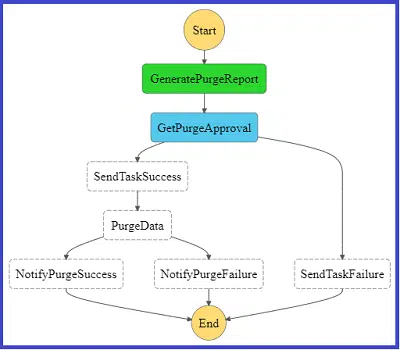 Start
GeneratePurgeReport
GetPurgeApproval
SendTaskSuccess
PurgeData
NotifyPurgeSuccess
NotifyPurgeFailure
SendTaskFailure
End